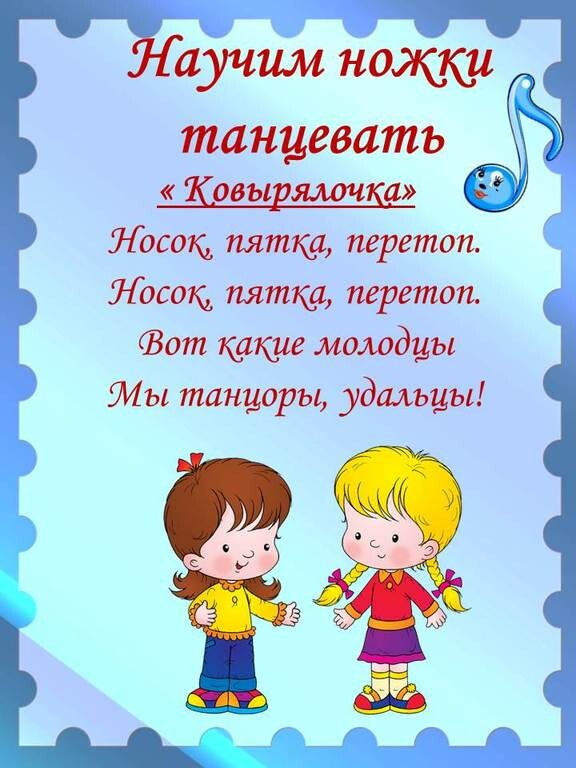 Научим ножки
танцевать
« Ковырялочка»
Носок, пятка, перетоп.
Носок, пятка, перетоп.
Вот какие молодцы
Мы танцоры, удальцы!